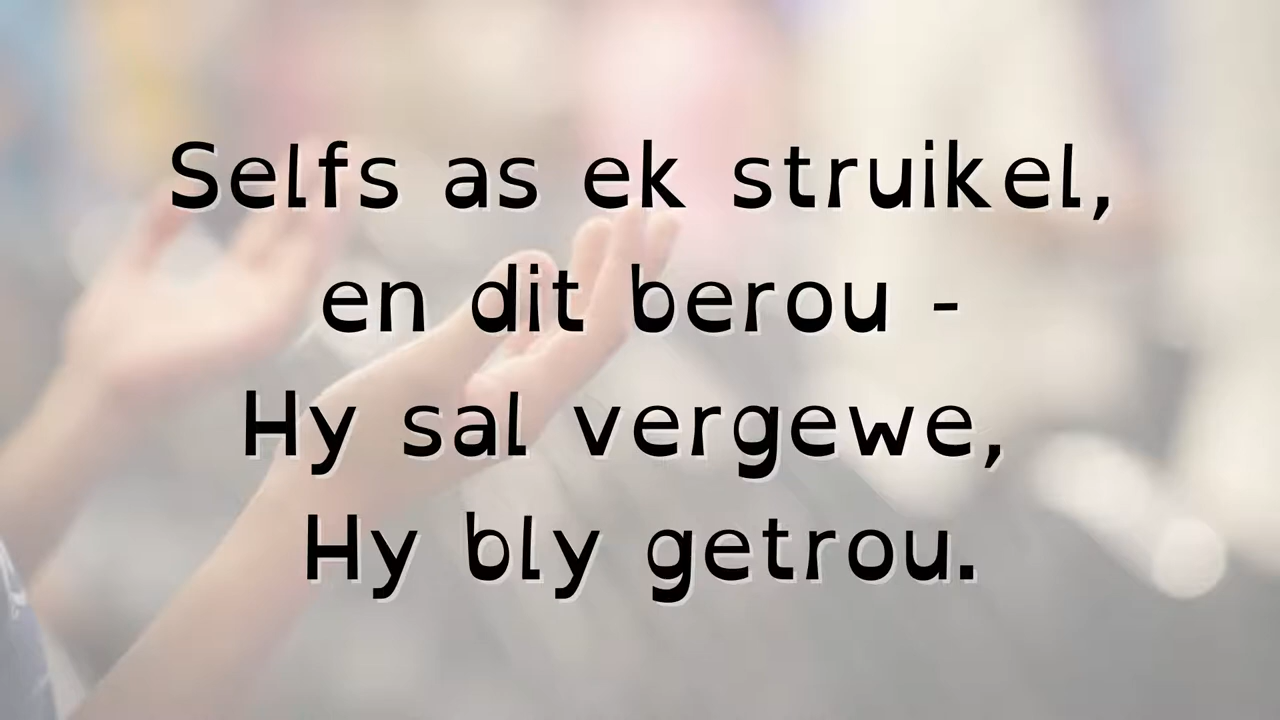 Selfs as ek struikel,
en dit berou -
Hy sal vergewe,
Hy bly getrou.